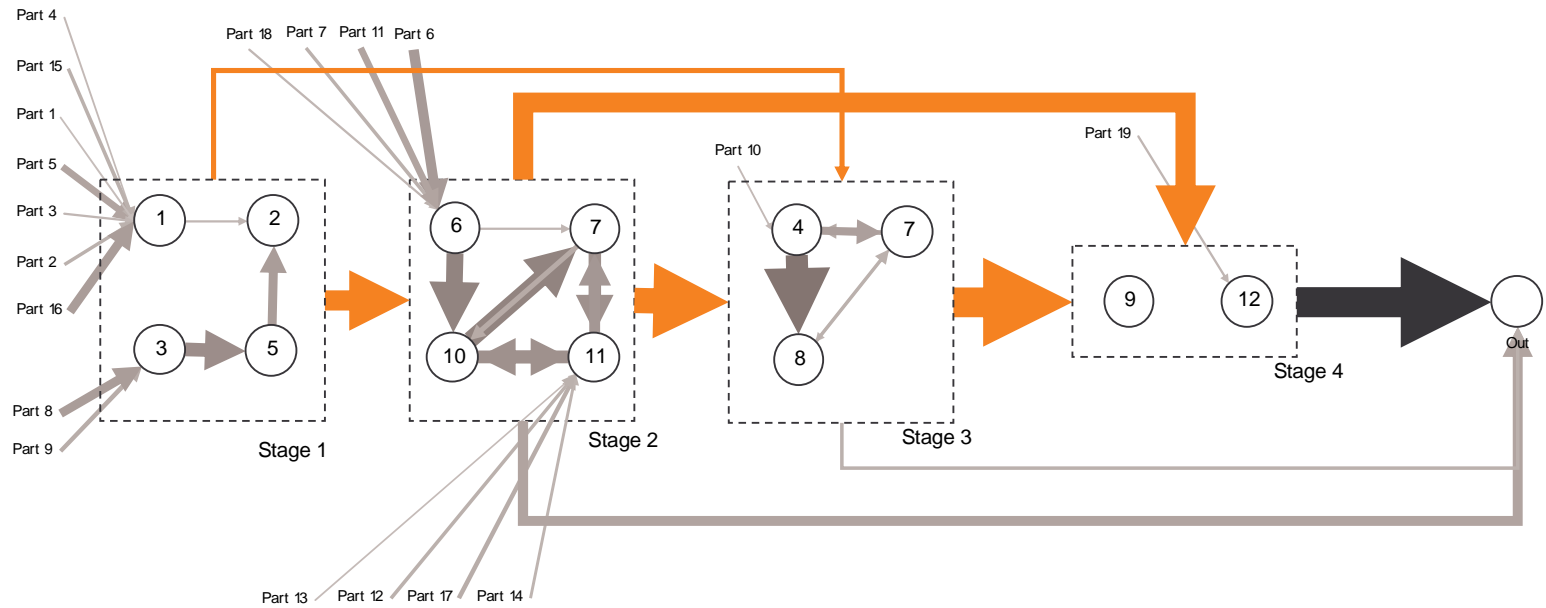 Part 4
Part 15
Part 1
Part 5
Part 3
Part 2
Part 16
Part 8
Part 9
1
2
3
5
Stage 1
Part 18
Part 7
Part 11
Part 6
6
7
10
11
Stage 2
Part 13
Part 12
Part 17
Part 14
Part 10
4
7
8
Stage 3
Part 19
9
12
Stage 4
Out